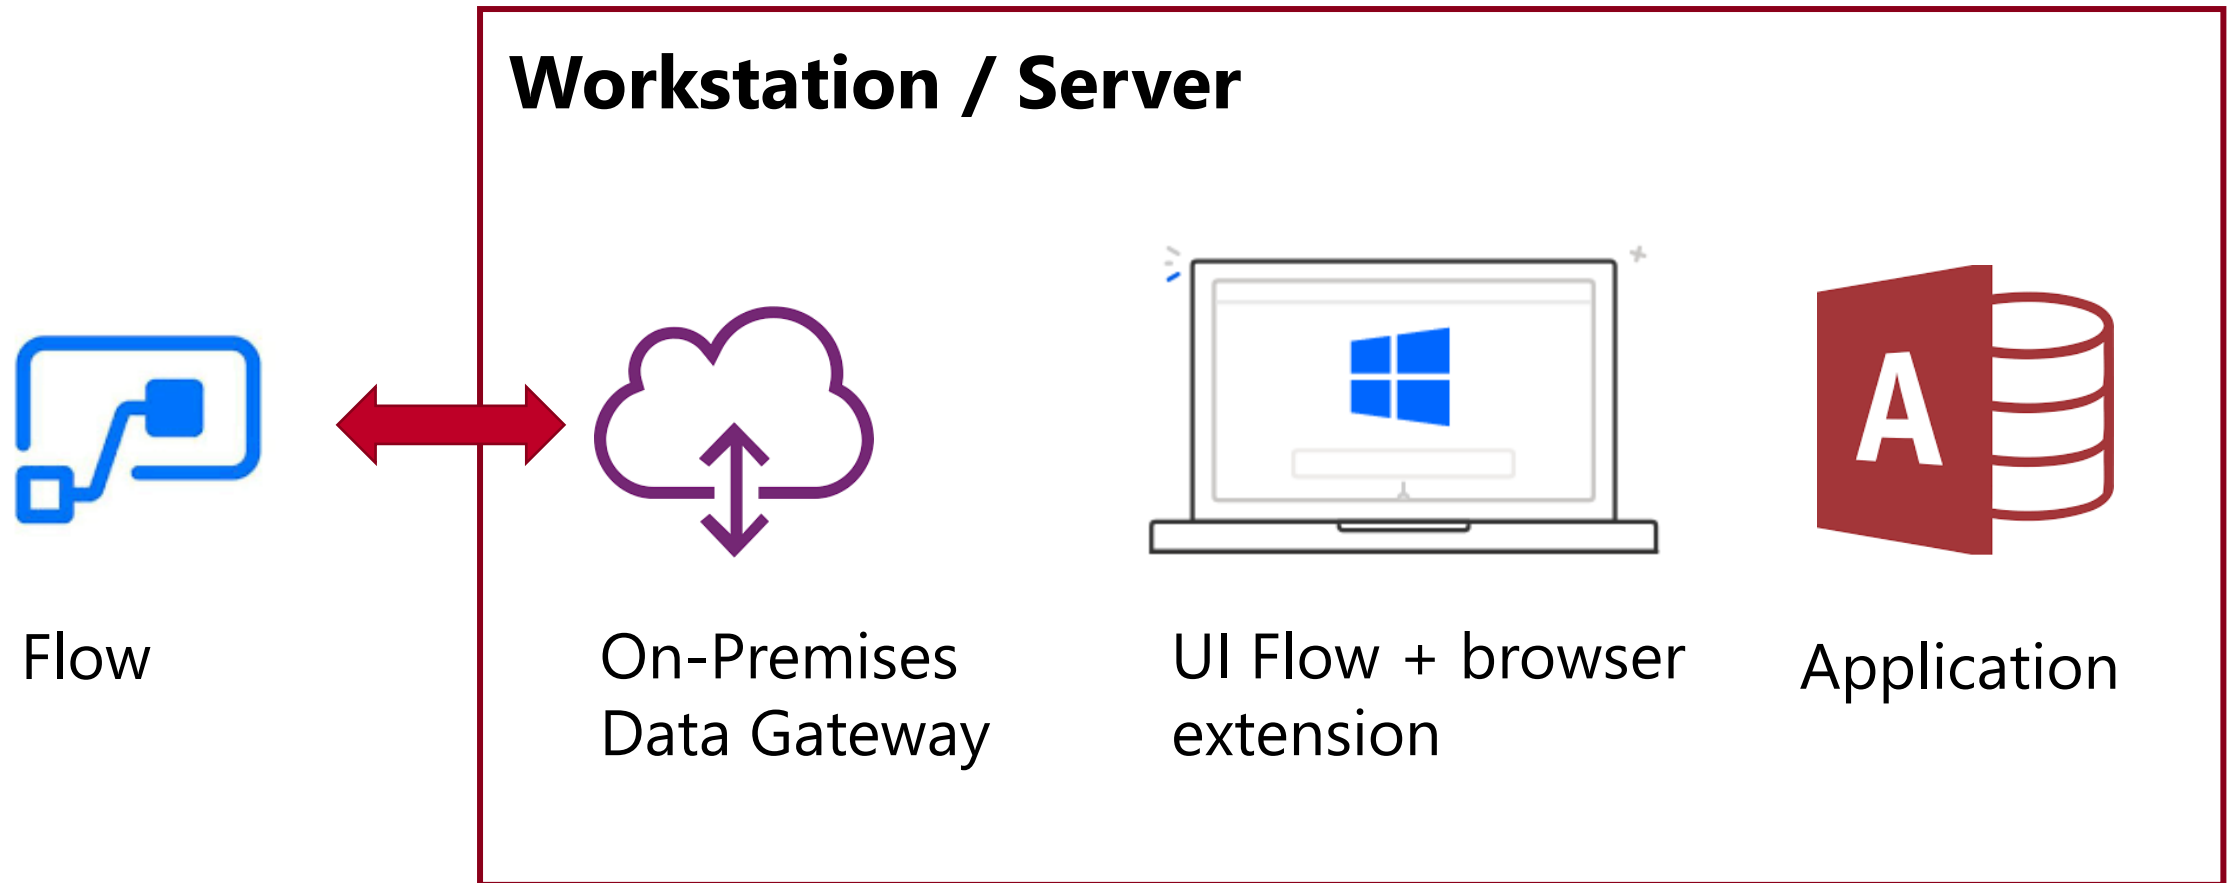 Workstation / Server
A
Flow
On-Premises
Data Gateway
UI Flow + browser
extension
Application